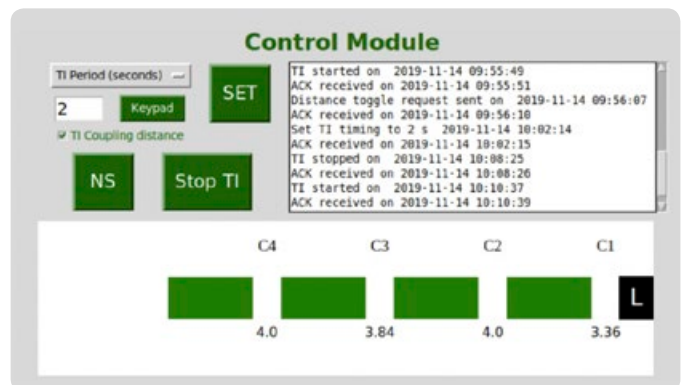 Control Module
TI Period (seconds)
2
Keypad
SET
TI Coupling distance
NS
Stop TI
TI started on 2019-11-14 09:55:49
ACK received on 2019-11-14 09:55:51
Distance toggle request sent on 2019-11-14 09:56:07
ACK received on 2019-11-14 09:56:10
Set TI timing to 2 s 2019-11-14 10:02:14
ACK received on 2019-11-14 10:02:15
TI stopped on 2019-11-14 10:08:25
ACK received on 2019-11-14 10:08:26
TI started on 2019-11-14 10:10:37
ACK received on 2019-11-14 10:10:39
C4 C3 C2 C1
L
4.0 3.84 4.0 3.36